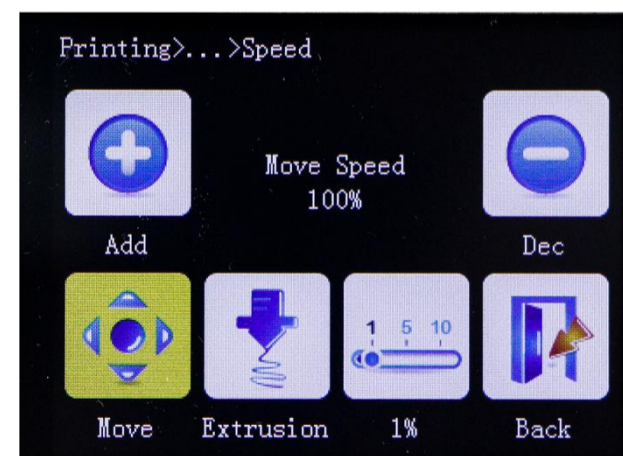 Printing>...>Speed
Move Speed
100%
Add
Dec
1 5 10
Move
Extrusion
1%
Back